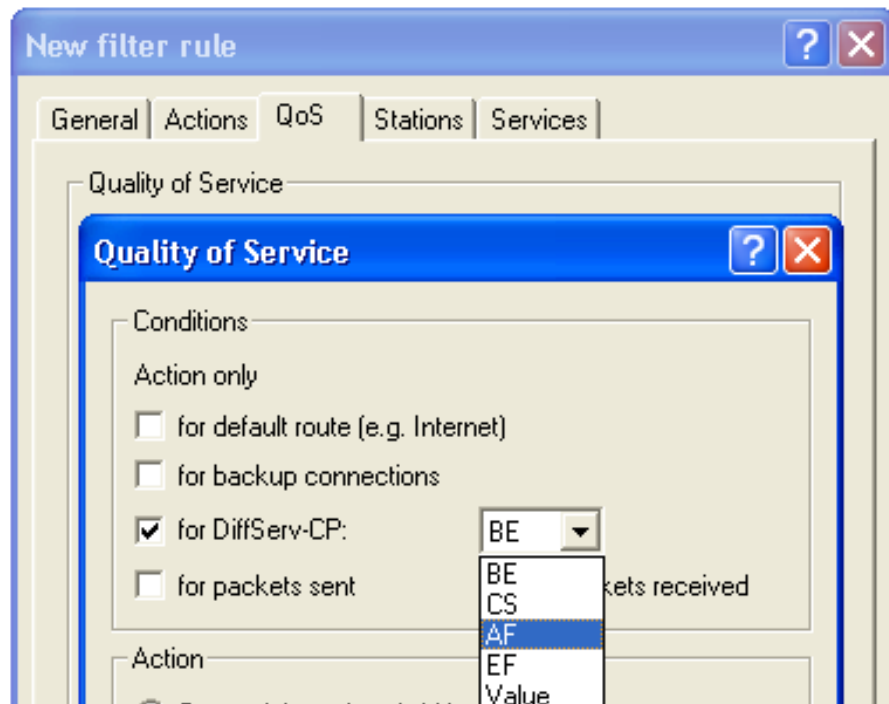 New filter rule
General Actions QoS Stations Services
Quality of Service
Quality of Service
Conditions
Action only
for default route (e.g. Internet)
for backup connections
for DiffServ-CP: BE
for packets sent kets received
BE
CS
AF
EF
Value
Action